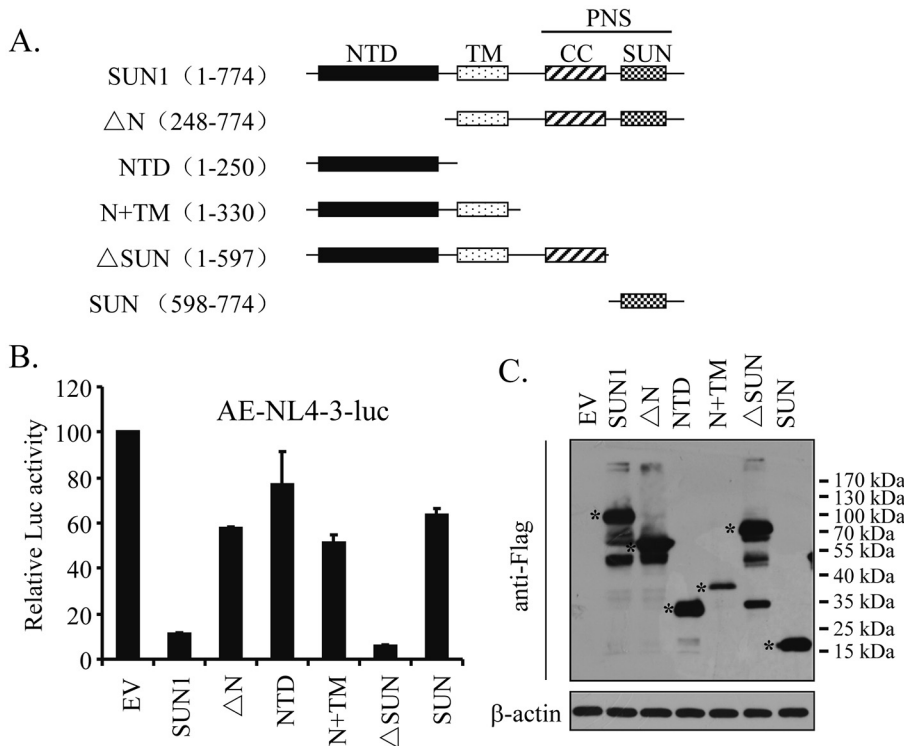 A.
PNS
NTD TM CC SUN
SUN1 (1-774)
△N (248-774)
NTD (1-250)
N+TM (1-330)
△SUN (1-597)
SUN (598-774)
B.
AE-NL4-3-luc
Relative Luc activity
120
100
80
60
40
20
0
EV SUN1 △N NTD N+TM △SUN SUN
C.
EV SUN1 △N NTD N+TM △SUN SUN
anti-Flag
*
*
*
*
*
*
170 kDa
130 kDa
100 kDa
70 kDa
55 kDa
40 kDa
35 kDa
25 kDa
15 kDa
β-actin